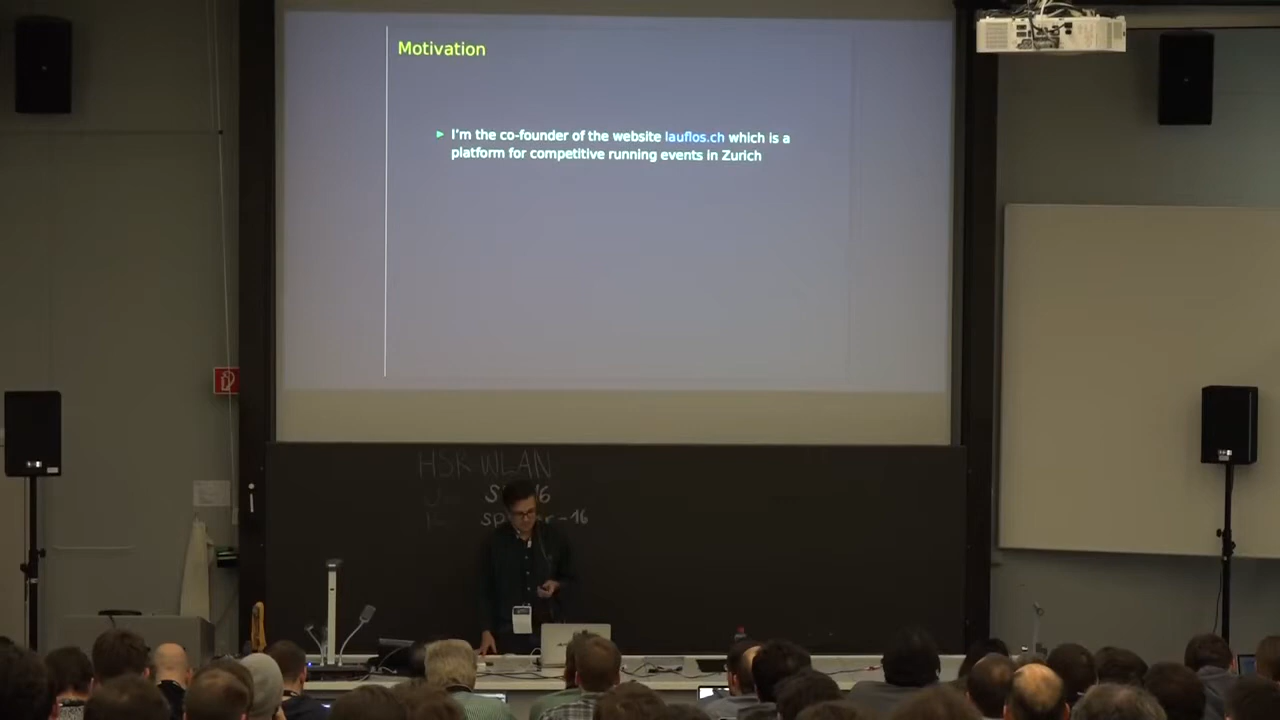 Motivation
I'm the co-founder of the website lauflos.ch which is a
platform for competitive running events in Zurich
HSR WLAN